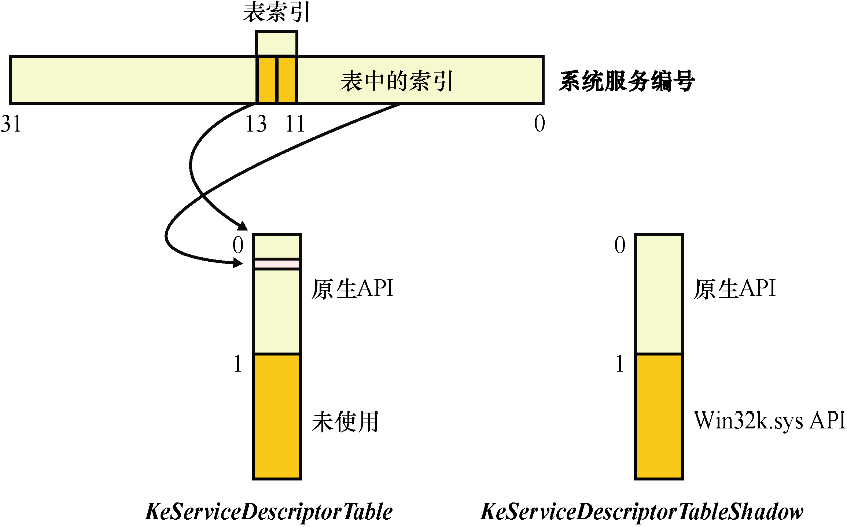 表索引
表中的索引
系统服务编号
31
13
11
0
0
原生API
1
未使用
KeServiceDescriptorTable
0
原生API
1
Win32k.sys API
KeServiceDescriptorTableShadow